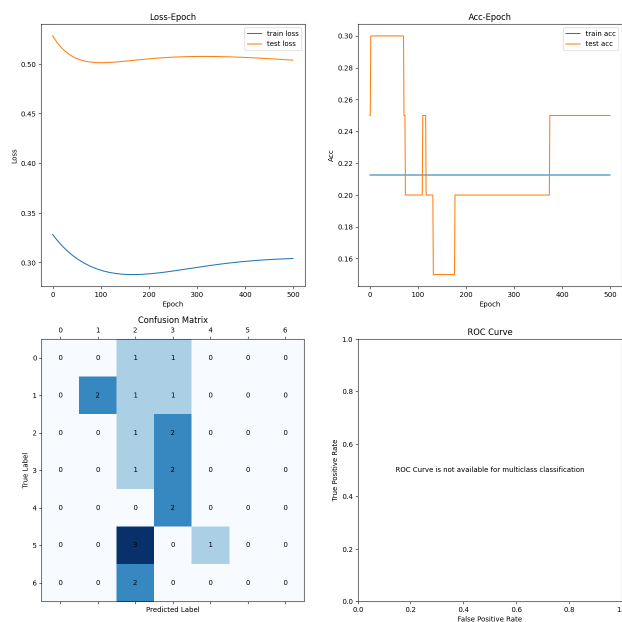 Loss-Epoch
train loss
test loss
0.50
0.45
0.40
0.35
0.30
Loss
0 100 200 300 400 500
Epoch
Acc-Epoch
train acc
test acc
0.30
0.28
0.26
0.24
0.22
0.20
0.18
0.16
Acc
0 100 200 300 400 500
Epoch
Confusion Matrix
0 1 2 3 4 5 6
0 0 0 1 1 0 0 0
1 0 2 1 1 0 0 0
2 0 0 1 2 0 0 0
3 0 0 1 2 0 0 0
4 0 0 0 2 0 0 0
5 0 0 3 0 1 0 0
6 0 0 2 0 0 0 0
True Label
Predicted Label
ROC Curve
1.0
0.8
0.6
0.4
0.2
0.0
True Positive Rate
ROC Curve is not available for multiclass classification
0.0 0.2 0.4 0.6 0.8 1.
False Positive Rate